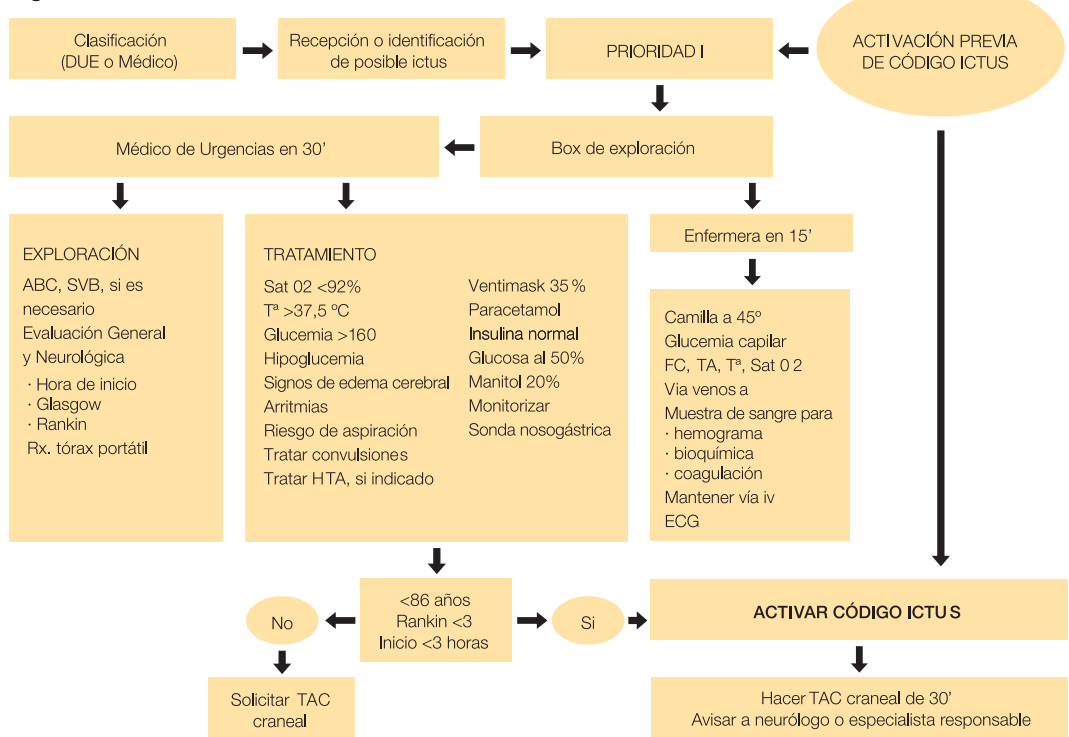 Clasificación
(DUE o Médico)
Recepción o identificación
de posible ictus
PRIORIDAD I
ACTIVACIÓN PREVIA
DE CÓDIGO ICTUS
Médico de Urgencias en 30’
Box de exploración
EXPLORACIÓN
ABC, SVB, si es
necesario
Evaluación General
y Neurológica
· Hora de inicio
· Glasgow
· Rankin
Rx. tórax portátil
TRATAMIENTO
Sat 02 <92% Ventimask 35 %
Tª >37,5 ºC Paracetamol
Glucemia >160 Insulina normal
Hipoglucemia Glucosa al 50%
Signos de edema cerebral Manitol 20%
Arritmias Monitorizar
Riesgo de aspiración Sonda nosogástrica
Tratar convulsiones
Tratar HTA, si indicado
Enfermera en 15’
Camilla a 45º
Glucemia capilar
FC, TA, Tª, Sat 0 2
Via venos a
Muestra de sangre para
· hemograma
· bioquímica
· coagulación
Mantener vía iv
ECG
<86 años
Rankin <3
Inicio <3 horas
No
Si
ACTIVAR CÓDIGO ICTUS
Solicitar TAC
craneal
Hacer TAC craneal de 30’
Avisar a neurólogo o especialista responsable